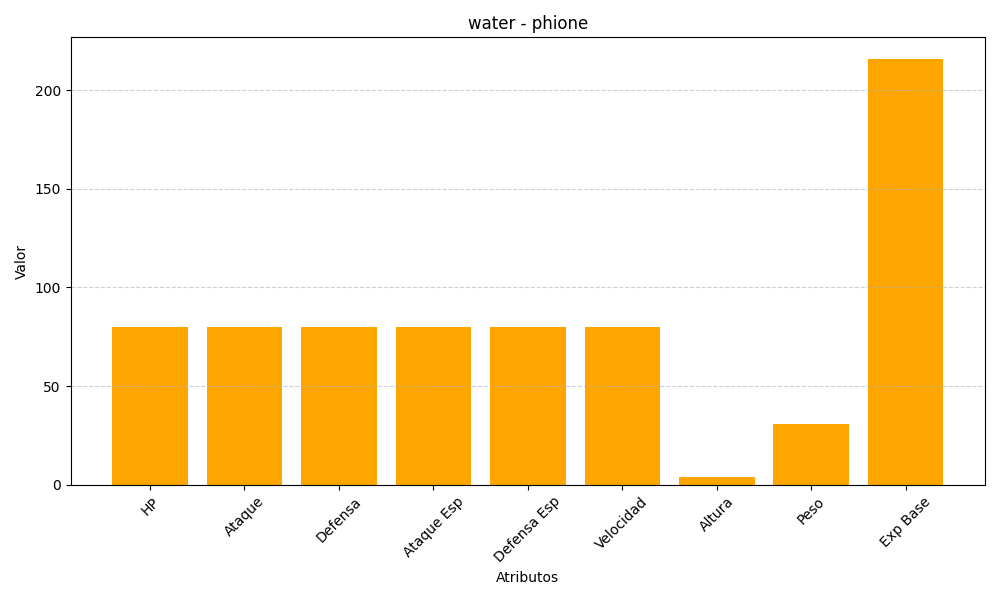 water - phione
Valor
200
150
100
50
0
HP
Ataque
Defensa
Ataque Esp
Defensa Esp
Velocidad
Altura
Peso
Exp Base
Atributos